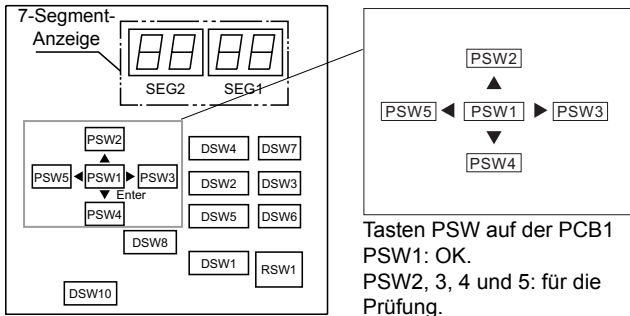 7-Segment-
Anzeige
SEG2 SEG1
PSW2
PSW5 PSW1 PSW3
Enter
PSW4
DSW4 DSW7
DSW2 DSW3
DSW5 DSW6
DSW8
DSW1 RSW1
DSW10
PSW2
PSW5 PSW1 PSW3
PSW4
Tasten PSW auf der PCB1
PSW1: OK.
PSW2, 3, 4 und 5: für die
Prüfung.